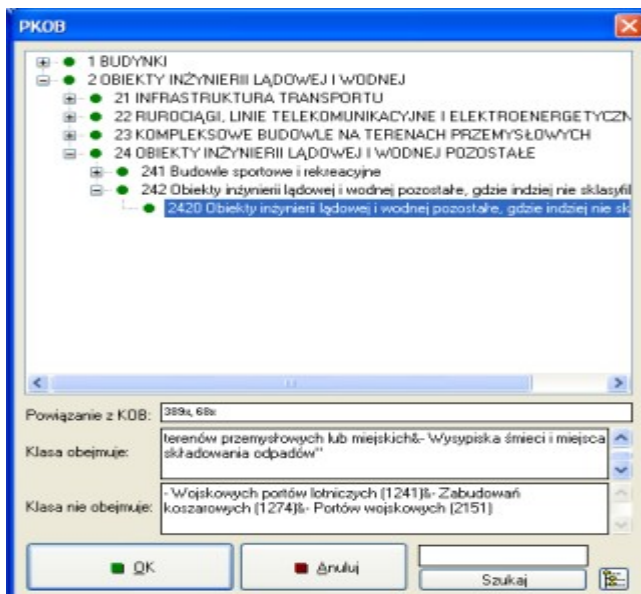 PKOB
1 BUDYNKI
2 OBIEKTY INŻYNIERII LĄDOWEJ I WODNEJ
21 INFRASTRUKTURA TRANSPORTU
22 RUROCIĄGI, LINIE TELEKOMUNIKACYJNE I ELEKTROENERGETYCZN
23 KOMPLEKSOWE BUDOWLE NA TERENACH PRZEMYSŁOWYCH
24 OBIEKTY INŻYNIERII LĄDOWEJ I WODNEJ POZOSTAŁE
241 Budowle sportowe i rekreacyjne
242 Obiekty inżynierii lądowej i wodnej pozostałe, gdzie indziej nie sklasyfil
2420 Obiekty inżynierii lądowej i wodnej pozostałe, gdzie indziej nie sk
Powiązanie z KOB: 389x, 68x
terenów przemysłowych lub miejskich&- Wysypiska śmieci i miejsca
Klasa obejmuje: składowania odpadów"
- Wojskowych portów lotniczych (1241)&- Zabudowań
Klasa nie obejmuje: koszarowych (1274)&- Portów wojskowych (2151)
OK
Anuluj
Szukaj